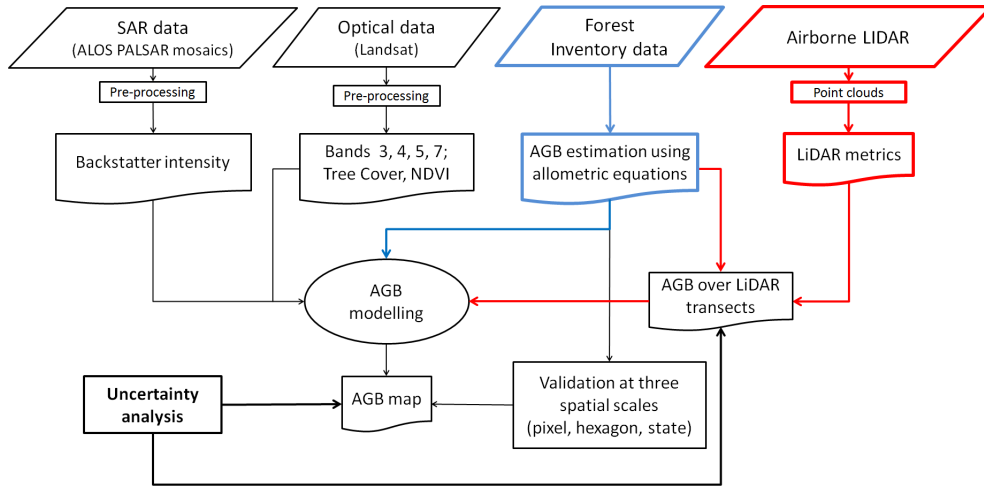 SAR data
(ALOS PALSAR mosaics)
Optical data
(Landsat)
Forest
Inventory data
Airborne LIDAR
Pre-processing
Pre-processing
Point clouds
Backstatter intensity
Bands 3, 4, 5, 7;
Tree Cover, NDVI
AGB estimation using
allometric equations
LiDAR metrics
AGB
modelling
AGB over LiDAR
transects
Uncertainty
analysis
AGB map
Validation at three
spatial scales
(pixel, hexagon, state)